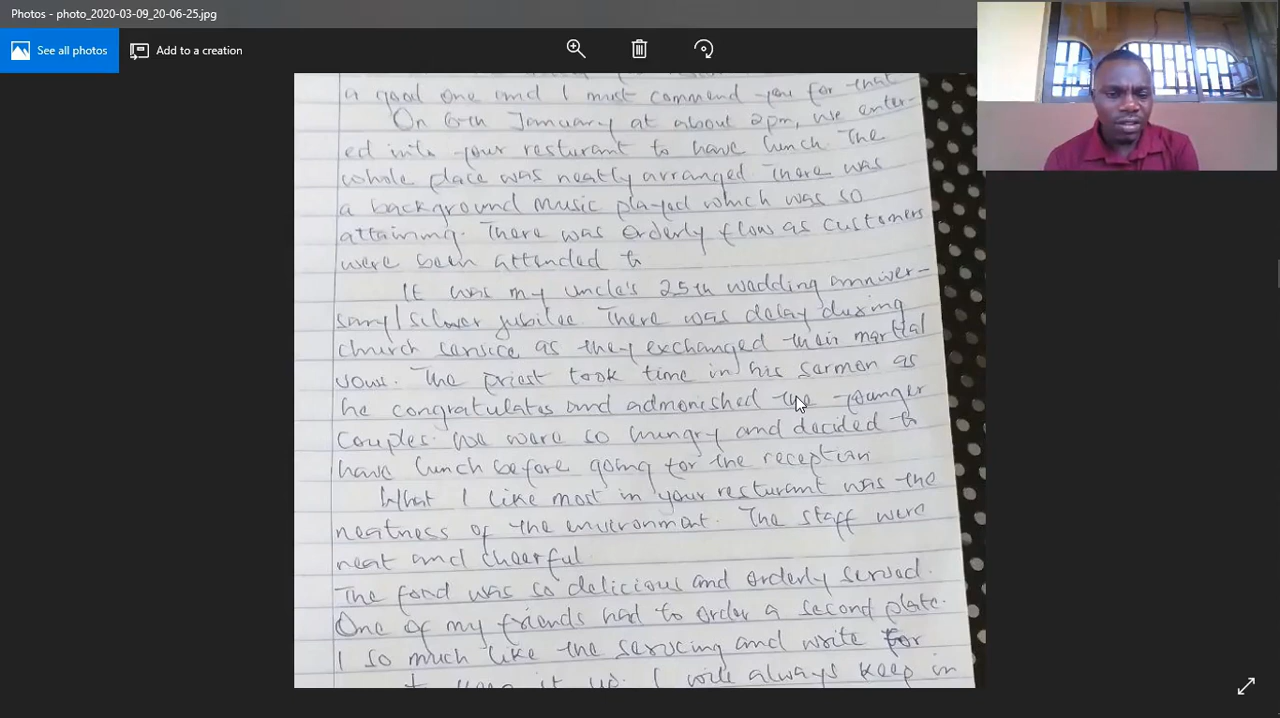 Photos - photo_2020-03-09_20-06-25.jpg
See all photos
Add to a creation
a good one and I must commend you for that
On 6th January at about 2pm, we enter-
ed into your resturant to have lunch. The
whole place was neatly arranged. There was
a background music played which was so
attaining. There was orderly flow as customers
were been attended to
It was my uncle's 25th wedding anniver-
sary/silver jubilee. There was delay during
church service as they exchanged their martial
vows. The priest took time in his sermon as
he congratulates and admonished the younger
couples. We were so hungry and decided to
have lunch before going for the reception
What I like most in your resturant was the
neatness of the environment. The staff were
neat and cheerful.
The food was so delicious and orderly served.
One of my friends had to order a second plate.
I so much like the servicing and write for
it up. I will always keep in